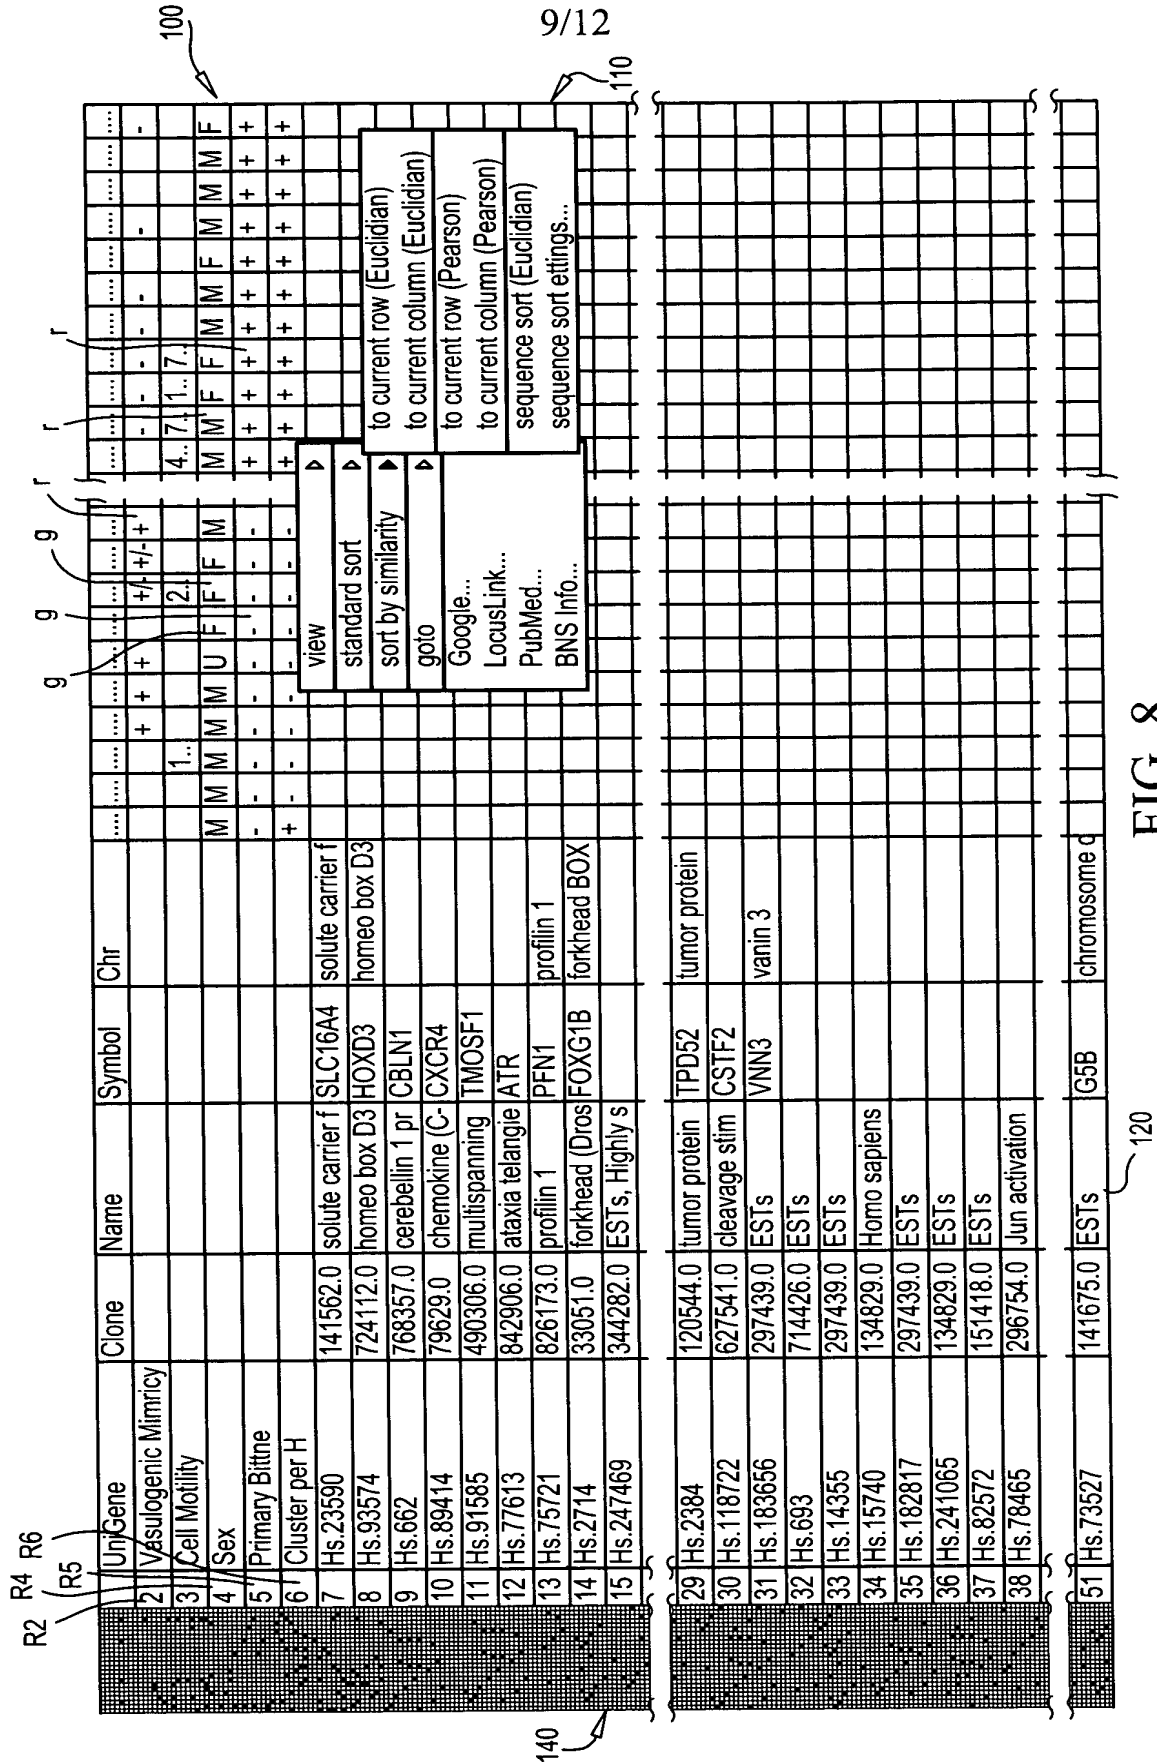 9/12
100
110
R2
R4
R5
R6
g
g
g
r
r
r
UniGene Clone Name Symbol Chr
2 Vasulogenic Mimricy + + + +/- +/- + - - - - - -
3 Cell Motility 1.. 2.. 4.. 7.. 1.. 7..
4 Sex M M M M M U F F F M M M F F M M F M M M F
5 Primary Bittne - - - - - - - - - + + + + + + + + + +
6 Cluster per H + - - - - - + + + + + + + + + +
7 Hs.23590 141562.0 solute carrier f SLC16A4 solute carrier f
8 Hs.93574 724112.0 homeo box D3 HOXD3 homeo box D3
9 Hs.662 768357.0 cerebellin 1 pr CBLN1
10 Hs.89414 79629.0 chemokine (C- CXCR4
11 Hs.91585 490306.0 multispanning TMOSF1
12 Hs.77613 842906.0 ataxia telangie ATR
13 Hs.75721 826173.0 profilin 1 PFN1 profilin 1
14 Hs.2714 33051.0 forkhead (Dros FOXG1B forkhead BOX
15 Hs.247469 344282.0 ESTs, Highly s
view
standard sort
sort by similarity
goto
Google...
LocusLink...
PubMed...
BNS Info...
to current row (Euclidian)
to current column (Euclidian)
to current row (Pearson)
to current column (Pearson)
sequence sort (Euclidian)
sequence sort ettings...
29 Hs.2384 120544.0 tumor protein TPD52 tumor protein
30 Hs.118722 627541.0 cleavage stim CSTF2
31 Hs.183656 297439.0 ESTs VNN3 vanin 3
32 Hs.693 714426.0 ESTs
33 Hs.14355 297439.0 ESTs
34 Hs.15740 134829.0 Homo sapiens
35 Hs.182817 297439.0 ESTs
36 Hs.241065 134829.0 ESTs
37 Hs.82572 151418.0 ESTs
38 Hs.78465 296754.0 Jun activation
51 Hs.73527 141675.0 ESTs G5B chromosome o
140
120
FIG. 8